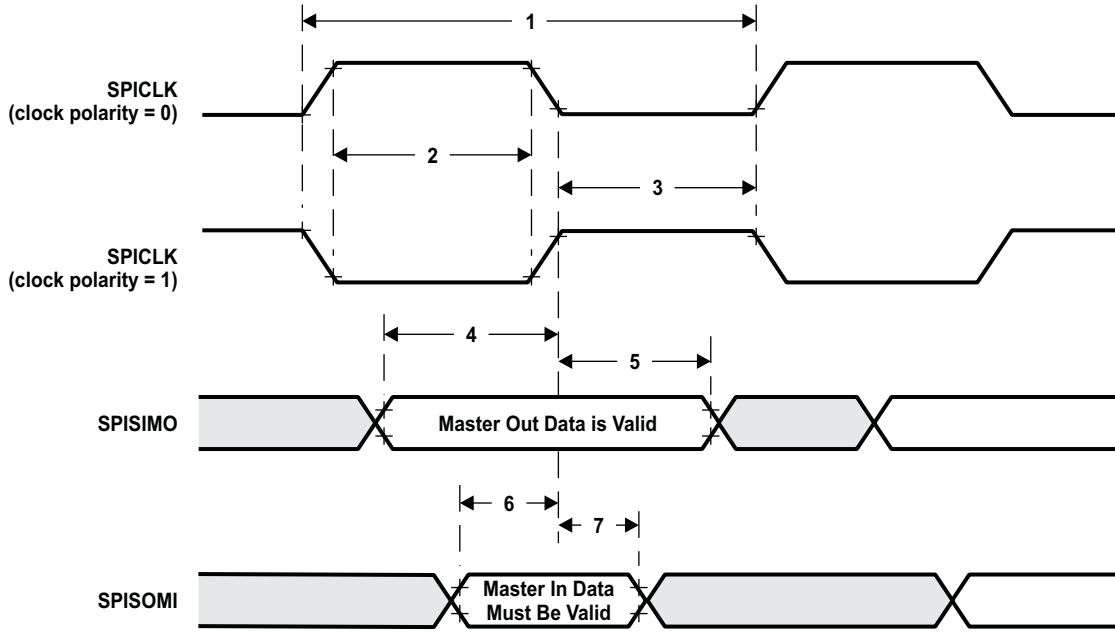 1
SPICLK
(clock polarity = 0)
2
3
SPICLK
(clock polarity = 1)
4
5
SPISIMO
Master Out Data is Valid
6
7
SPISOMI
Master In Data
Must Be Valid